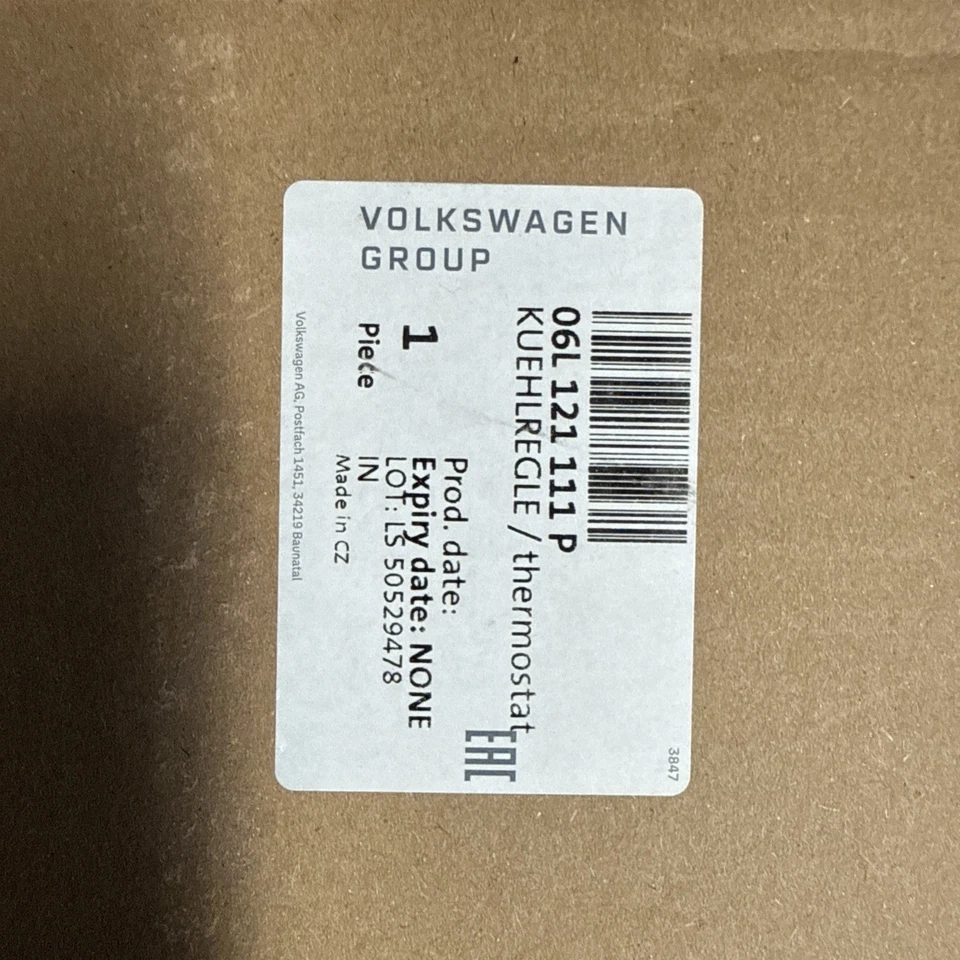 VOLKSWAGEN
GROUP
06L 121 111 P
KUEHLREGLE / thermostat
EAC
1
Piece
Prod. date:
Expiry date: NONE
LOT: LS 50529478
IN
Made in CZ
Volkswagen AG, Postfach 1451, 34219 Baunatal
3847